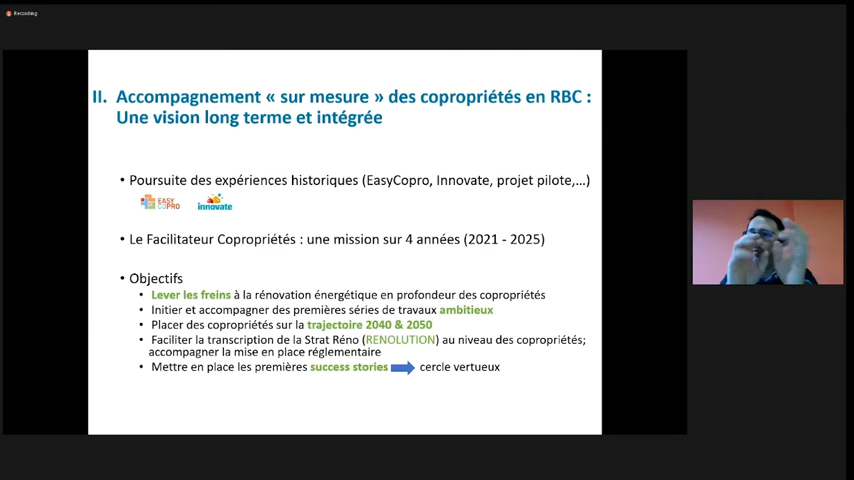 Recording
II. Accompagnement « sur mesure » des copropriétés en RBC :
Une vision long terme et intégrée
• Poursuite des expériences historiques (EasyCopro, Innovate, projet pilote,...)
EASY
COPRO
innovate
• Le Facilitateur Copropriétés : une mission sur 4 années (2021 - 2025)
• Objectifs
• Lever les freins à la rénovation énergétique en profondeur des copropriétés
• Initier et accompagner des premières séries de travaux ambitieux
• Placer des copropriétés sur la trajectoire 2040 & 2050
• Faciliter la transcription de la Strat Réno (RENOLUTION) au niveau des copropriétés;
accompagner la mise en place réglementaire
• Mettre en place les premières success stories cercle vertueux